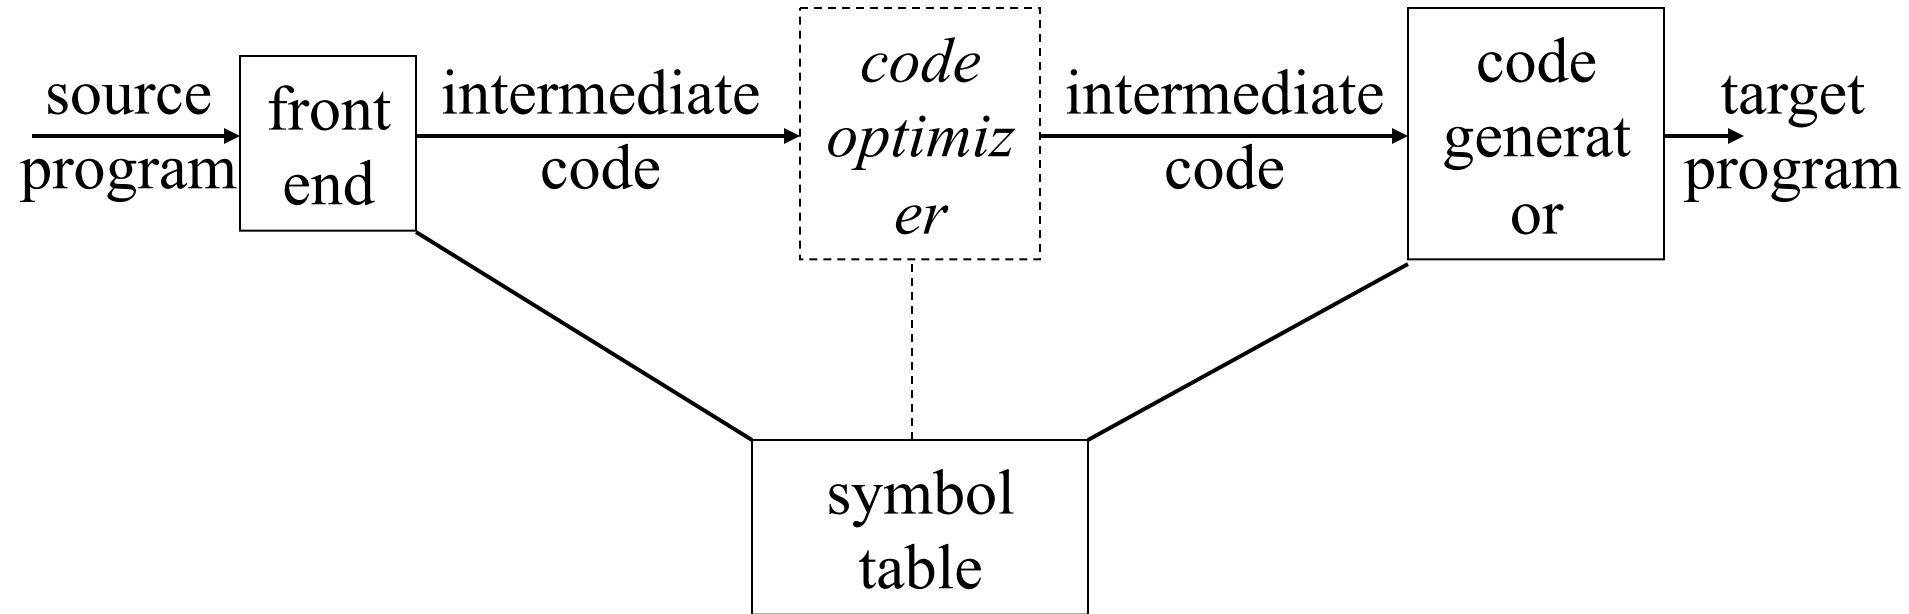 source
program
front
end
intermediate
code
code
optimiz
er
intermediate
code
code
generat
or
target
program
symbol
table